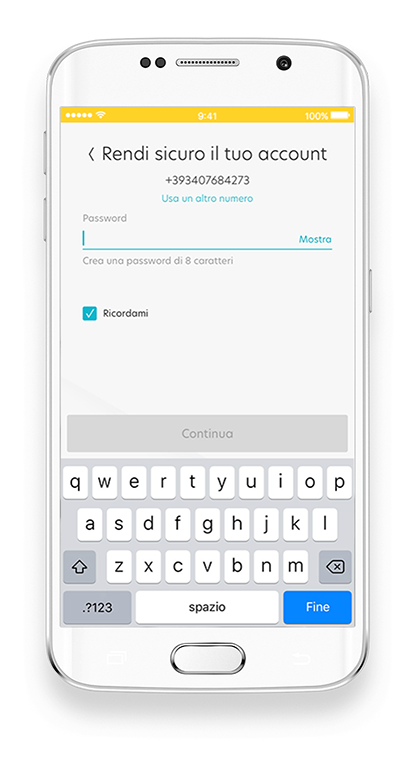 9:41 100%
Rendi sicuro il tuo account
+393407684273
Usa un altro numero
Password
Mostra
Crea una password di 8 caratteri
Ricordami
Continua
q w e r t y u i o p
a s d f g h j k l
z x c v b n m
.?123 spazio Fine